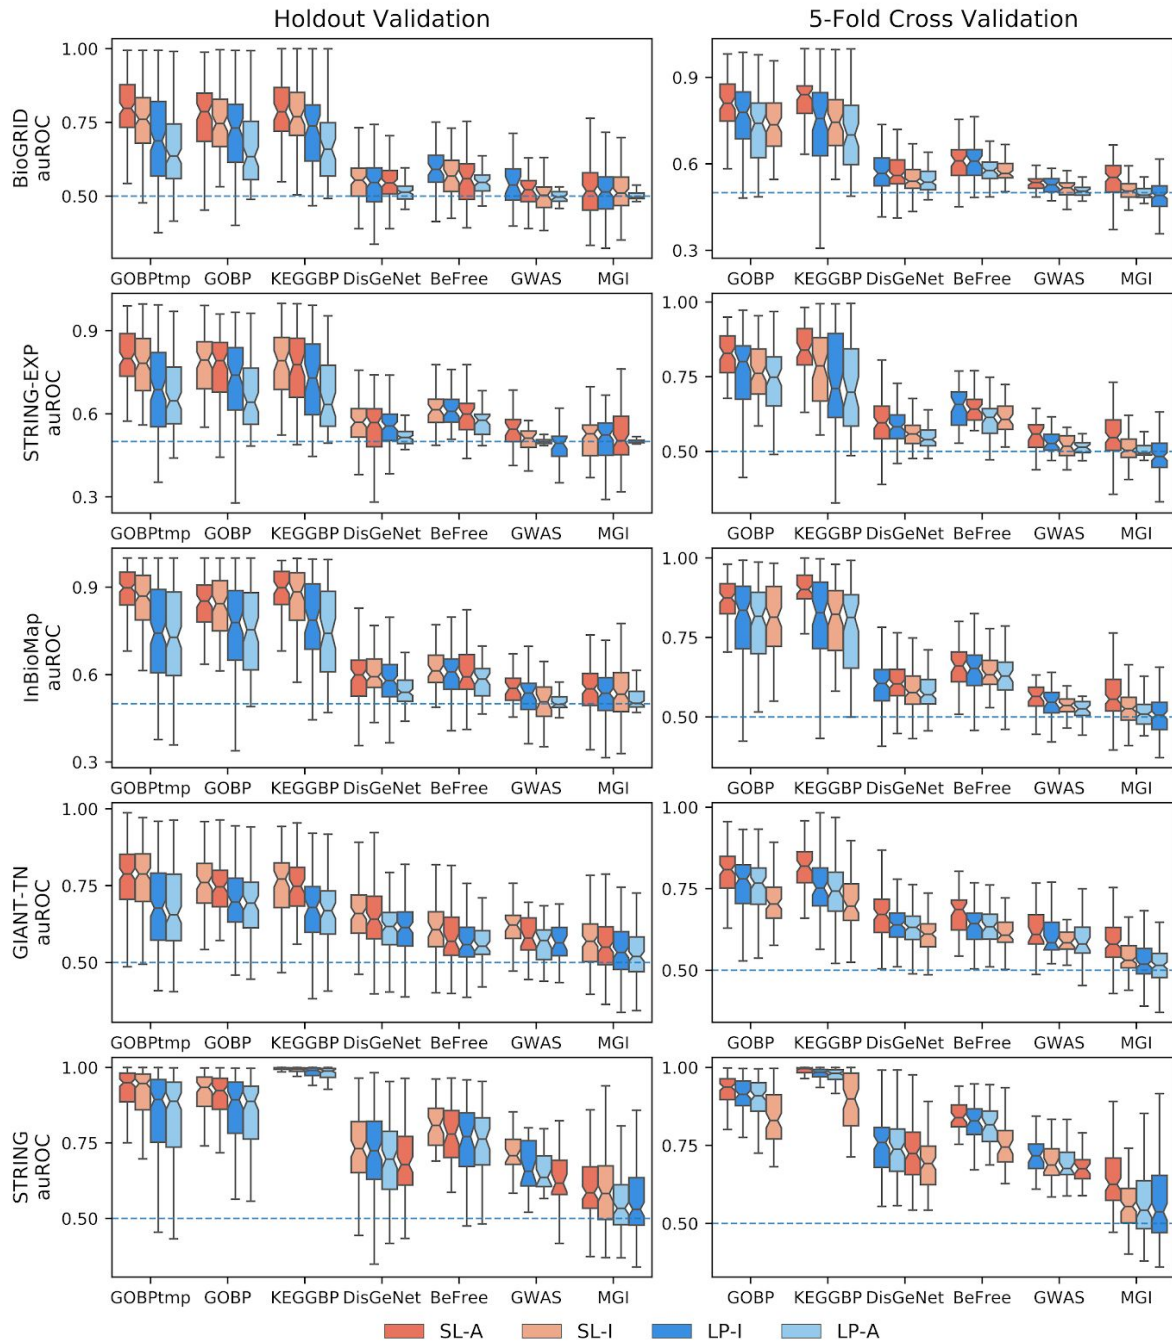 Holdout Validation
5-Fold Cross Validation
BioGRID
auROC
1.00
0.75
0.50
0.9
0.6
0.3
GOBPtmp GOBP KEGGBP DisGeNet BeFree GWAS MGI
GOBP KEGGBP DisGeNet BeFree GWAS MGI
STRING-EXP
auROC
0.9
0.6
0.3
1.00
0.75
0.50
GOBPtmp GOBP KEGGBP DisGeNet BeFree GWAS MGI
GOBP KEGGBP DisGeNet BeFree GWAS MGI
InBioMap
auROC
0.9
0.6
0.3
1.00
0.75
0.50
GOBPtmp GOBP KEGGBP DisGeNet BeFree GWAS MGI
GOBP KEGGBP DisGeNet BeFree GWAS MGI
GIANT-TN
auROC
1.00
0.75
0.50
1.00
0.75
0.50
GOBPtmp GOBP KEGGBP DisGeNet BeFree GWAS MGI
GOBP KEGGBP DisGeNet BeFree GWAS MGI
STRING
auROC
1.00
0.75
0.50
1.00
0.75
0.50
GOBPtmp GOBP KEGGBP DisGeNet BeFree GWAS MGI
GOBP KEGGBP DisGeNet BeFree GWAS MGI
SL-A SL-I LP-I LP-A